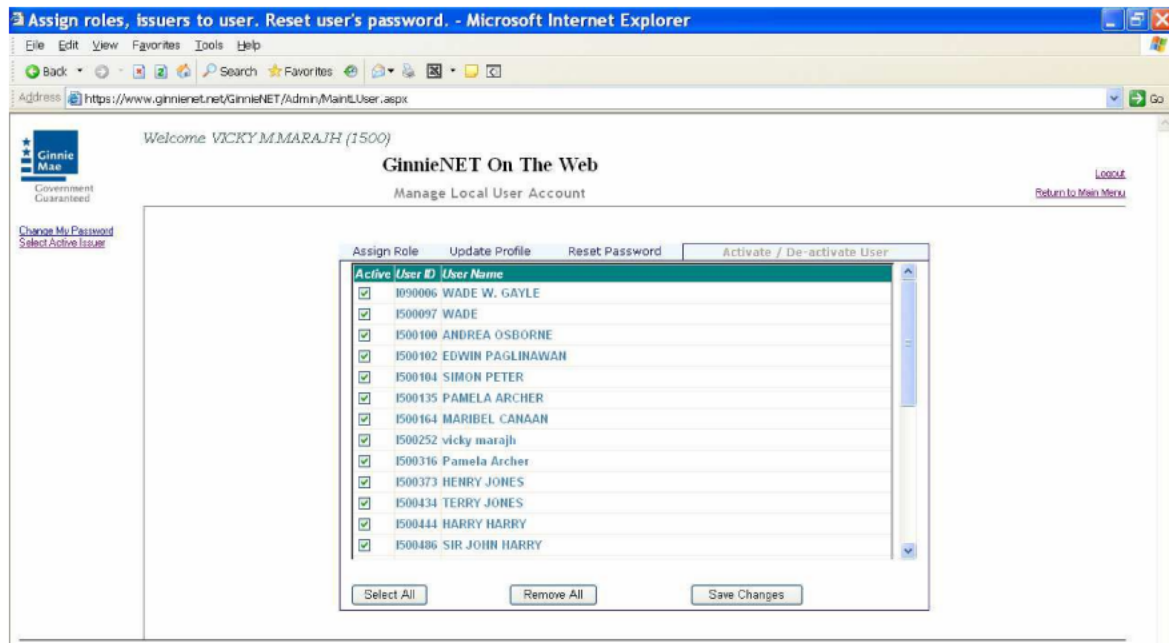 Assign roles, issuers to user. Reset user's password. - Microsoft Internet Explorer
File Edit View Favorites Tools Help
Back Search Favorites
Address https://www.ginnienet.net/GinnieNET/Admin/MaintLUser.aspx Go
Welcome VICKY M.MARAJH (1500)
Ginnie
Mae
Government
Guaranteed
GinnieNET On The Web
Manage Local User Account
Logout
Return to Main Menu
Change My Password
Select Active Issuer
Assign Role Update Profile Reset Password Activate / De-activate User
Active User ID User Name
I090006 WADE W. GAYLE
I500097 WADE
I500100 ANDREA OSBORNE
I500102 EDWIN PAGLINAWAN
I500104 SIMON PETER
I500135 PAMELA ARCHER
I500164 MARIBEL CANAAN
I500252 vicky marajh
I500316 Pamela Archer
I500373 HENRY JONES
I500434 TERRY JONES
I500444 HARRY HARRY
I500486 SIR JOHN HARRY
Select All Remove All Save Changes